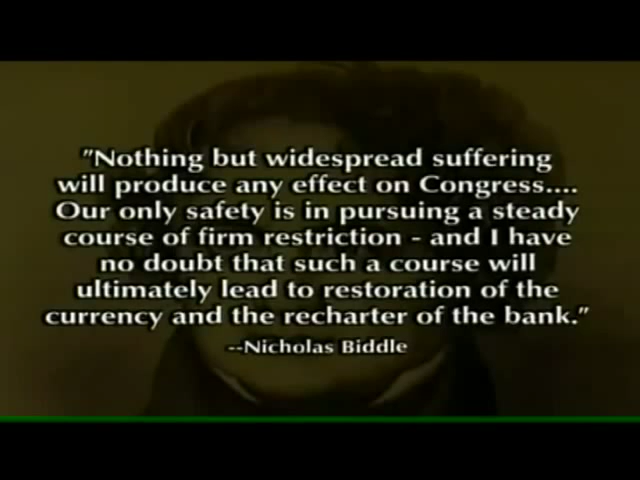 "Nothing but widespread suffering
will produce any effect on Congress....
Our only safety is in pursuing a steady
course of firm restriction - and I have
no doubt that such a course will
ultimately lead to restoration of the
currency and the recharter of the bank."
--Nicholas Biddle